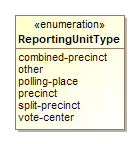 «enumeration»
ReportingUnitType
combined-precinct
other
polling-place
precinct
split-precinct
vote-center